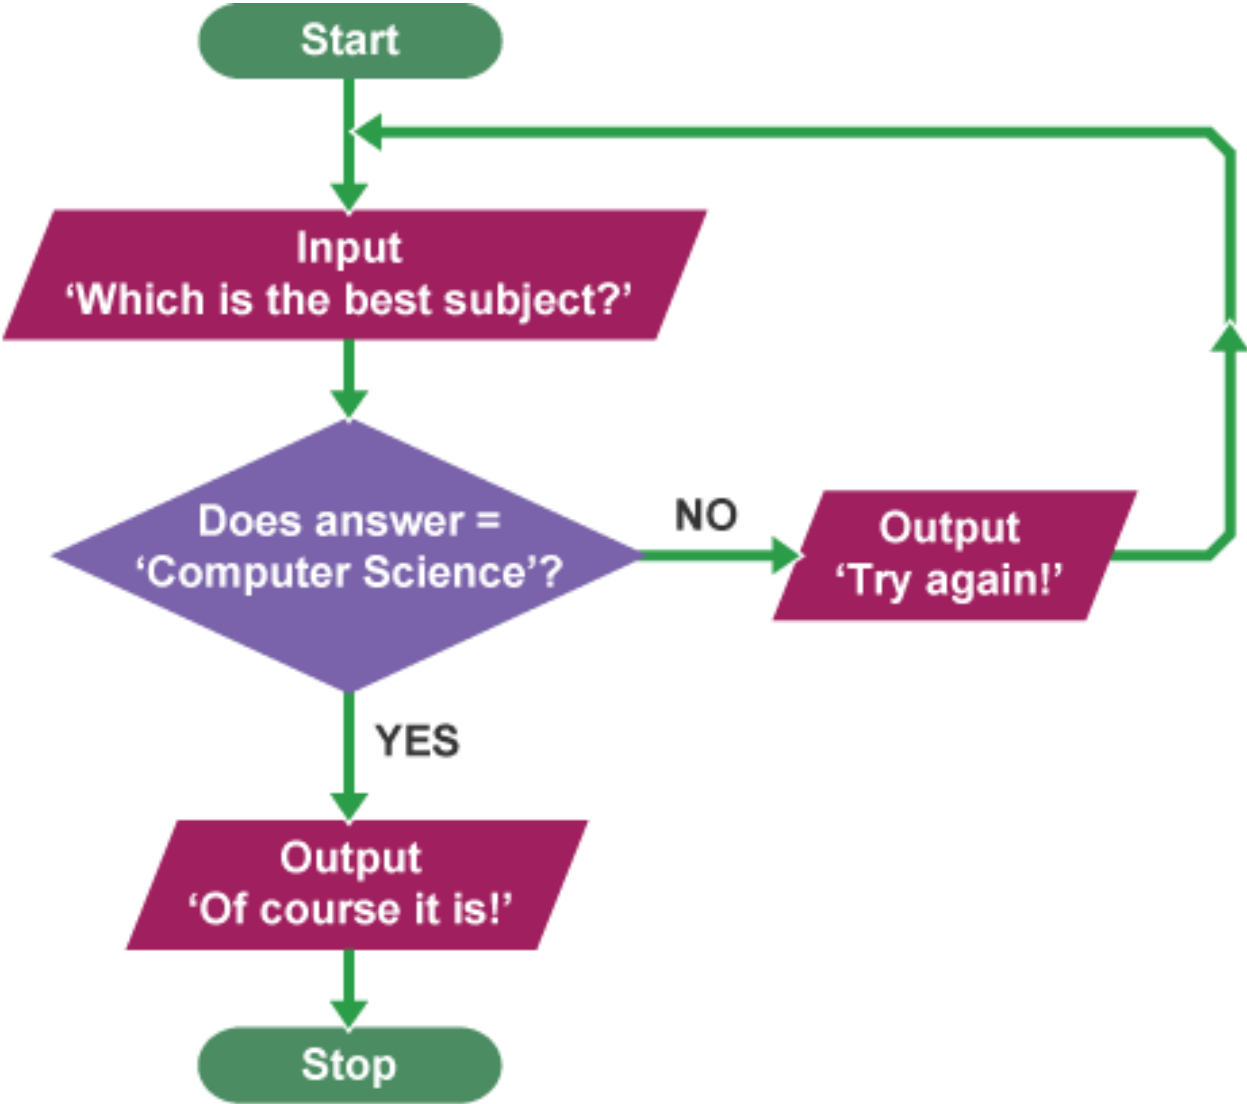 Start
Input
‘Which is the best subject?’
Does answer =
‘Computer Science’?
NO
Output
‘Try again!’
YES
Output
‘Of course it is!’
Stop